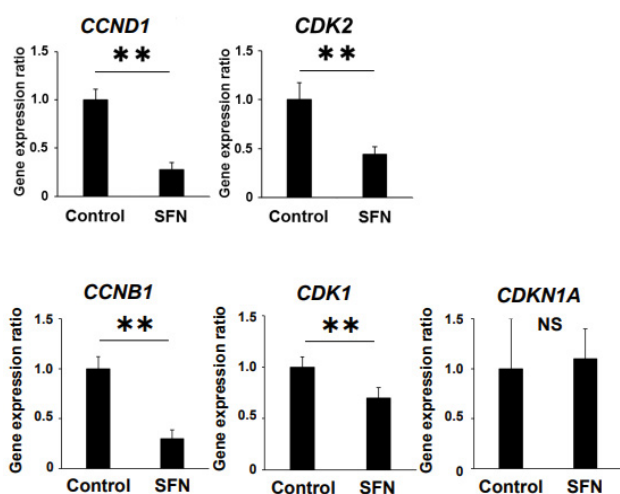 CCND1
CDK2
Gene expression ratio
1.5
1.0
0.5
0
**
Control SFN
Gene expression ratio
1.5
1.0
0.5
0
**
Control SFN
CCNB1
CDK1
CDKN1A
Gene expression ratio
1.5
1.0
0.5
0
**
Control SFN
Gene expression ratio
1.5
1.0
0.5
0
**
Control SFN
Gene expression ratio
1.5
1.0
0.5
0
NS
Control SFN